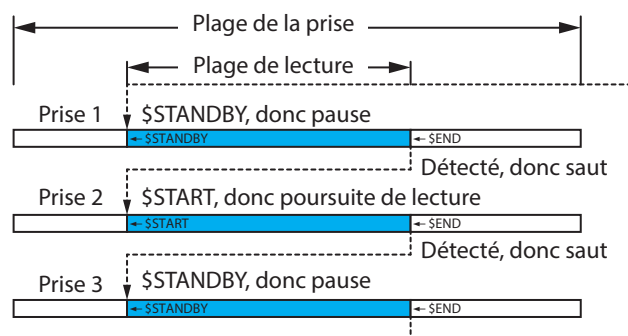 Plage de la prise
Plage de lecture
Prise 1 $STANDBY, donc pause
$STANDBY $END
Détecté, donc saut
Prise 2 $START, donc poursuite de lecture
$START $END
Détecté, donc saut
Prise 3 $STANDBY, donc pause
$STANDBY $END